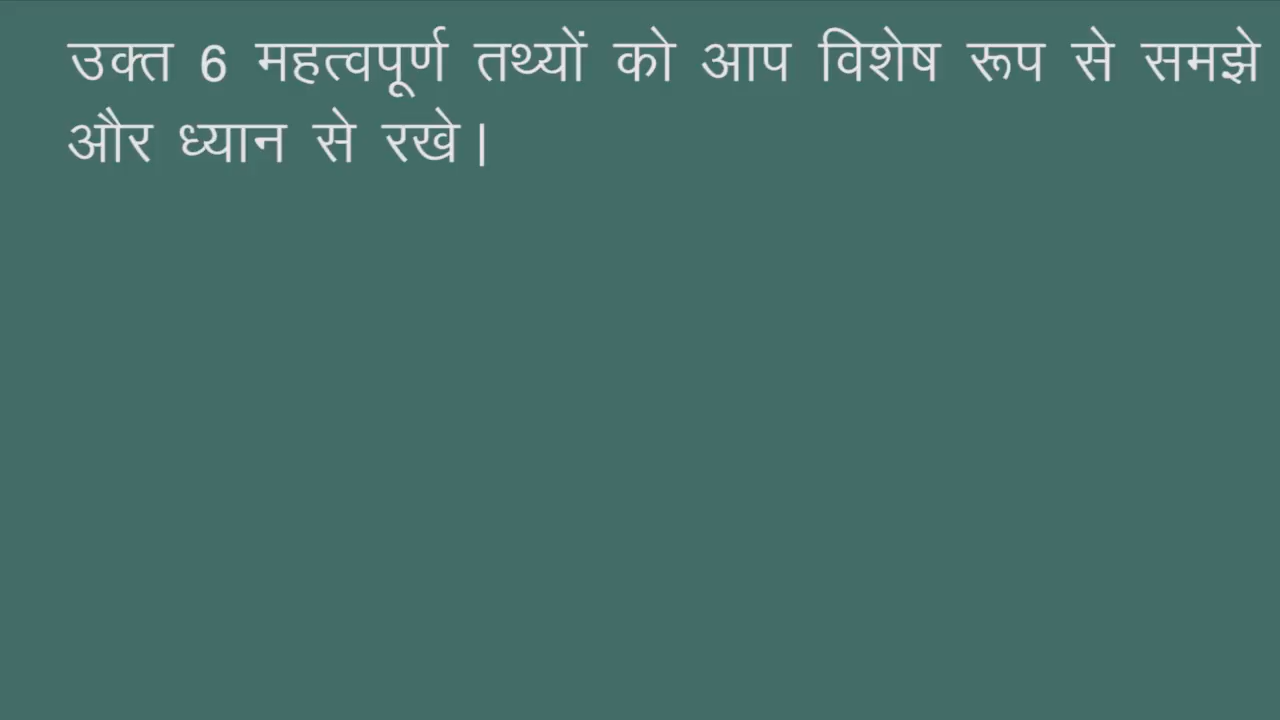 उक्त 6 महत्वपूर्ण तथ्यों को आप विशेष रूप से समझे
और ध्यान से रखे।